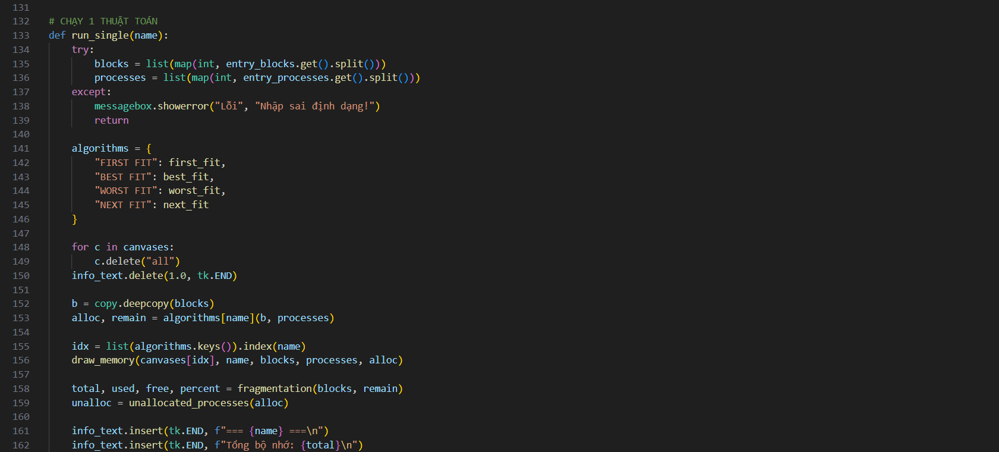 131
132 # CHẠY 1 THUẬT TOÁN
133 def run_single(name):
134     try:
135         blocks = list(map(int, entry_blocks.get().split()))
136         processes = list(map(int, entry_processes.get().split()))
137     except:
138         messagebox.showerror("Lỗi", "Nhập sai định dạng!")
139         return
140
141     algorithms = {
142         "FIRST FIT": first_fit,
143         "BEST FIT": best_fit,
144         "WORST FIT": worst_fit,
145         "NEXT FIT": next_fit
146     }
147
148     for c in canvases:
149         c.delete("all")
150     info_text.delete(1.0, tk.END)
151
152     b = copy.deepcopy(blocks)
153     alloc, remain = algorithms[name](b, processes)
154
155     idx = list(algorithms.keys()).index(name)
156     draw_memory(canvases[idx], name, blocks, processes, alloc)
157
158     total, used, free, percent = fragmentation(blocks, remain)
159     unalloc = unallocated_processes(alloc)
160
161     info_text.insert(tk.END, f"=== {name} ===\n")
162     info_text.insert(tk.END, f"Tổng bộ nhớ: {total}\n")